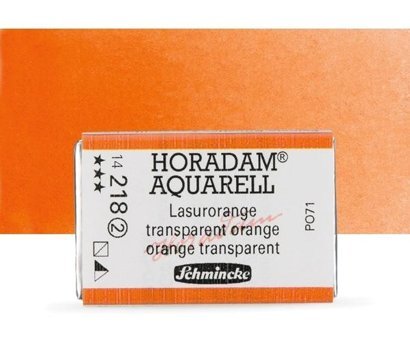 14 218 ②
★★★
HORADAM®
AQUARELL
Lasurorange
transparent orange
orange transparent
Schmincke
PO71